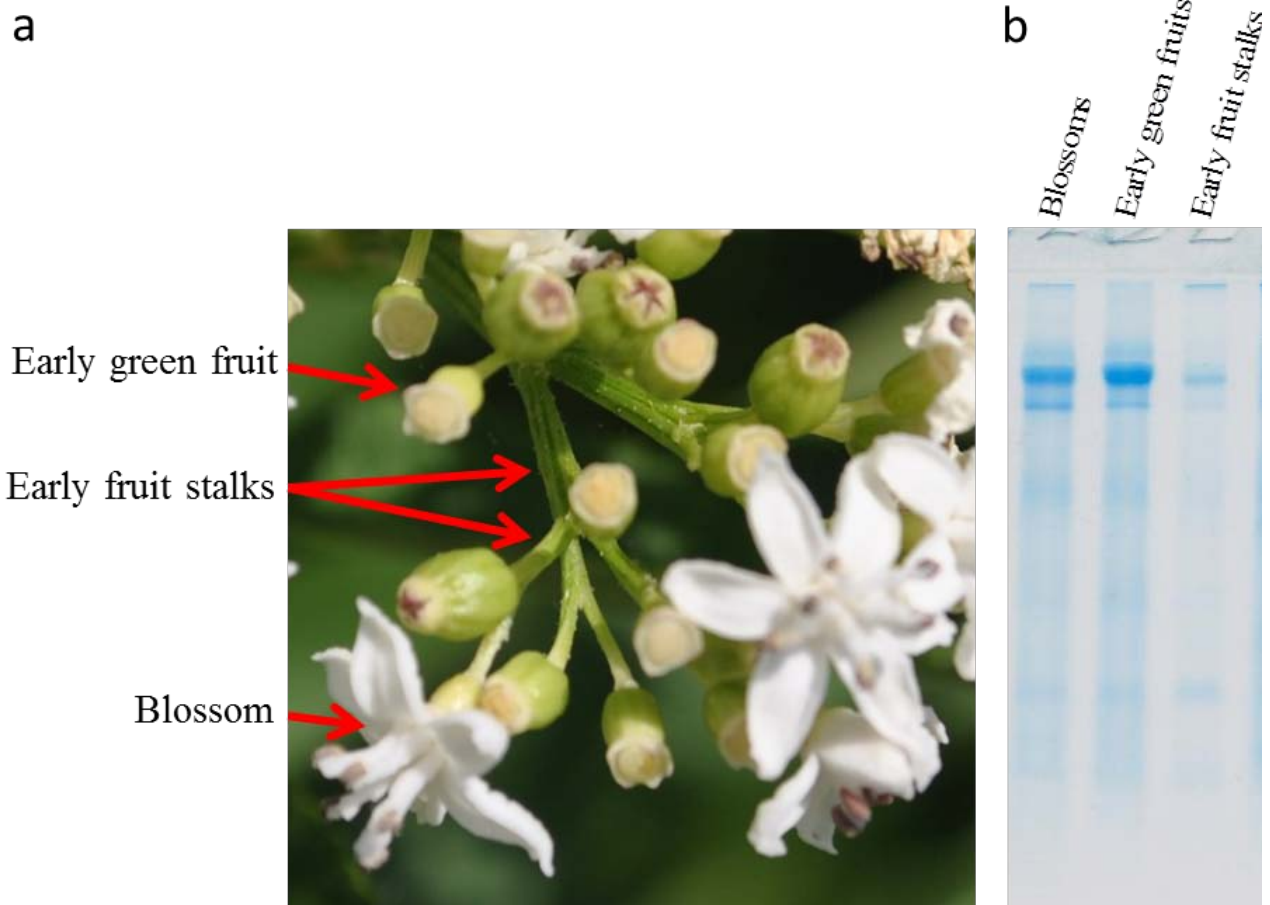 a
b
Blossoms
Early green fruits
Early fruit stalks
Early green fruit
Early fruit stalks
Blossom